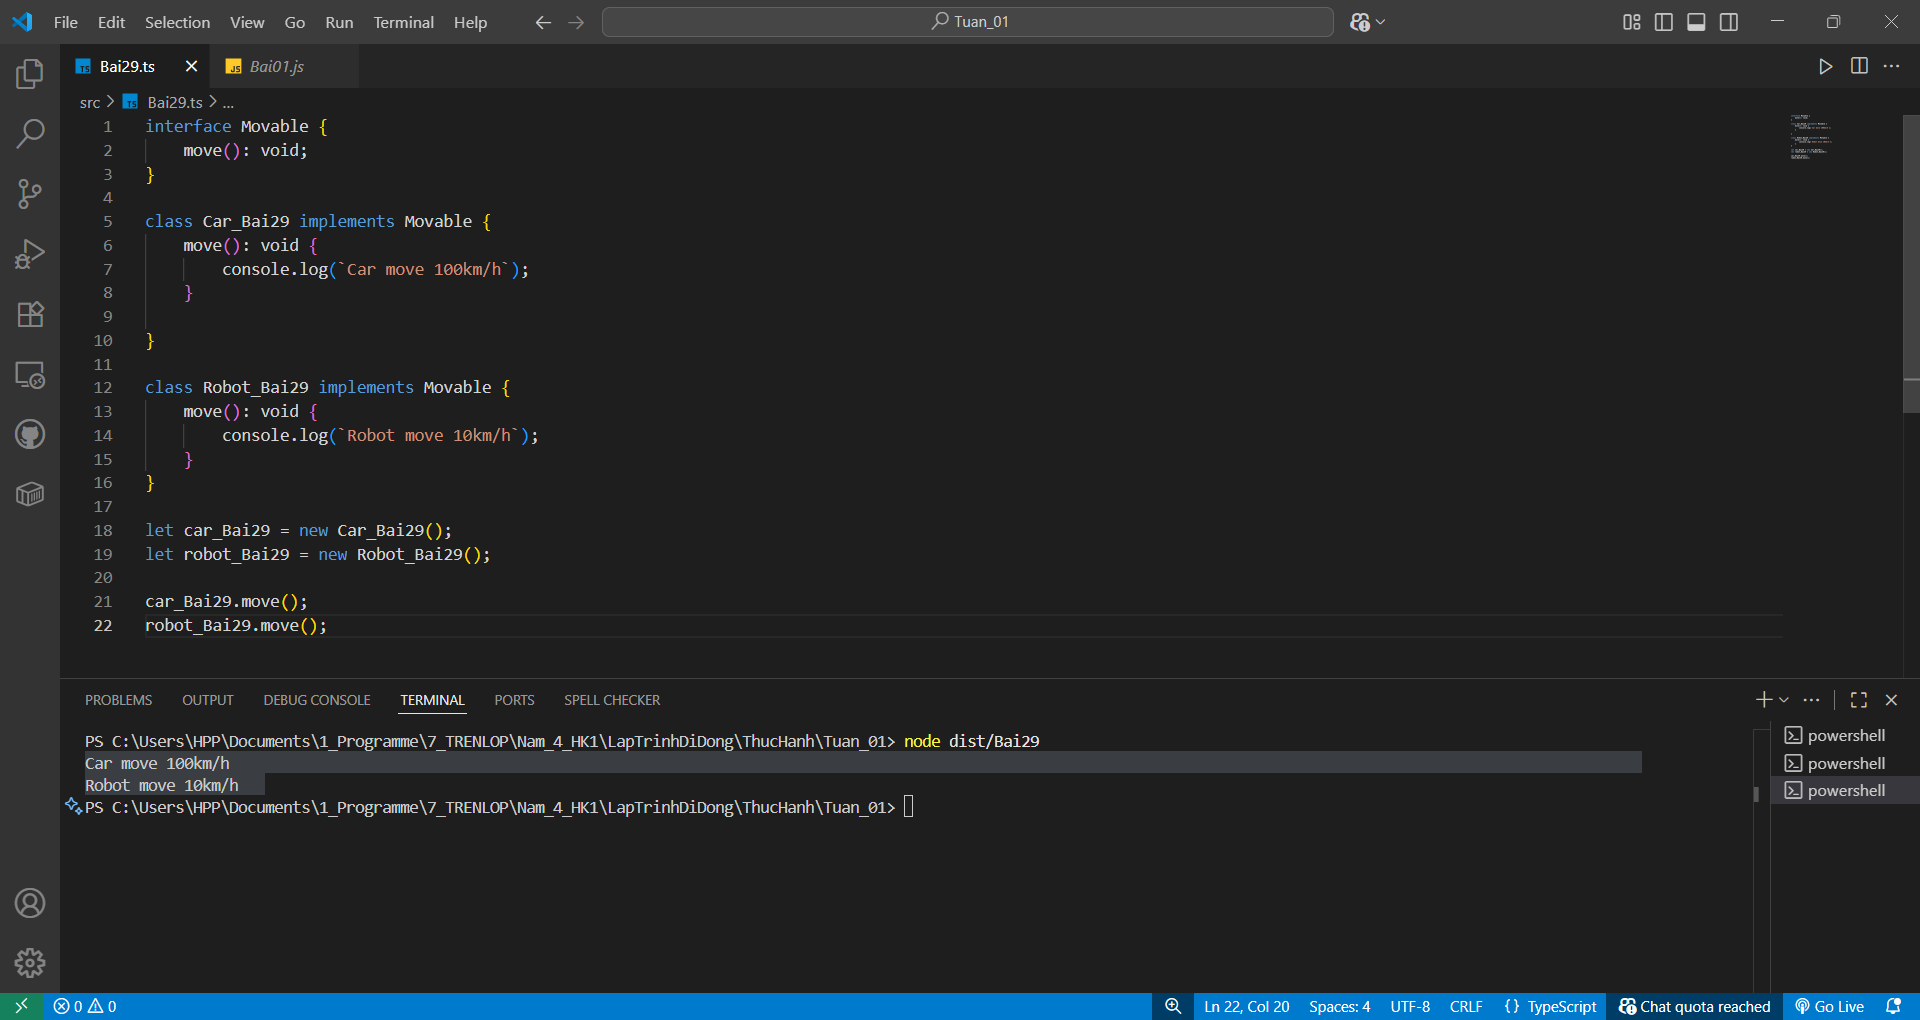 File Edit Selection View Go Run Terminal Help
Tuan_01
Bai29.ts
Bai01.js
src > Bai29.ts > ...
1 interface Movable {
2     move(): void;
3 }
4
5 class Car_Bai29 implements Movable {
6     move(): void {
7         console.log(`Car move 100km/h`);
8     }
9
10 }
11
12 class Robot_Bai29 implements Movable {
13     move(): void {
14         console.log(`Robot move 10km/h`);
15     }
16 }
17
18 let car_Bai29 = new Car_Bai29();
19 let robot_Bai29 = new Robot_Bai29();
20
21 car_Bai29.move();
22 robot_Bai29.move();
PROBLEMS OUTPUT DEBUG CONSOLE TERMINAL PORTS SPELL CHECKER
PS C:\Users\HPP\Documents\1_Programme\7_TRENLOP\Nam_4_HK1\LapTrinhDiDong\ThucHanh\Tuan_01> node dist/Bai29
Car move 100km/h
Robot move 10km/h
PS C:\Users\HPP\Documents\1_Programme\7_TRENLOP\Nam_4_HK1\LapTrinhDiDong\ThucHanh\Tuan_01>
powershell
powershell
powershell
0 0 Ln 22, Col 20 Spaces: 4 UTF-8 CRLF {} TypeScript Chat quota reached Go Live